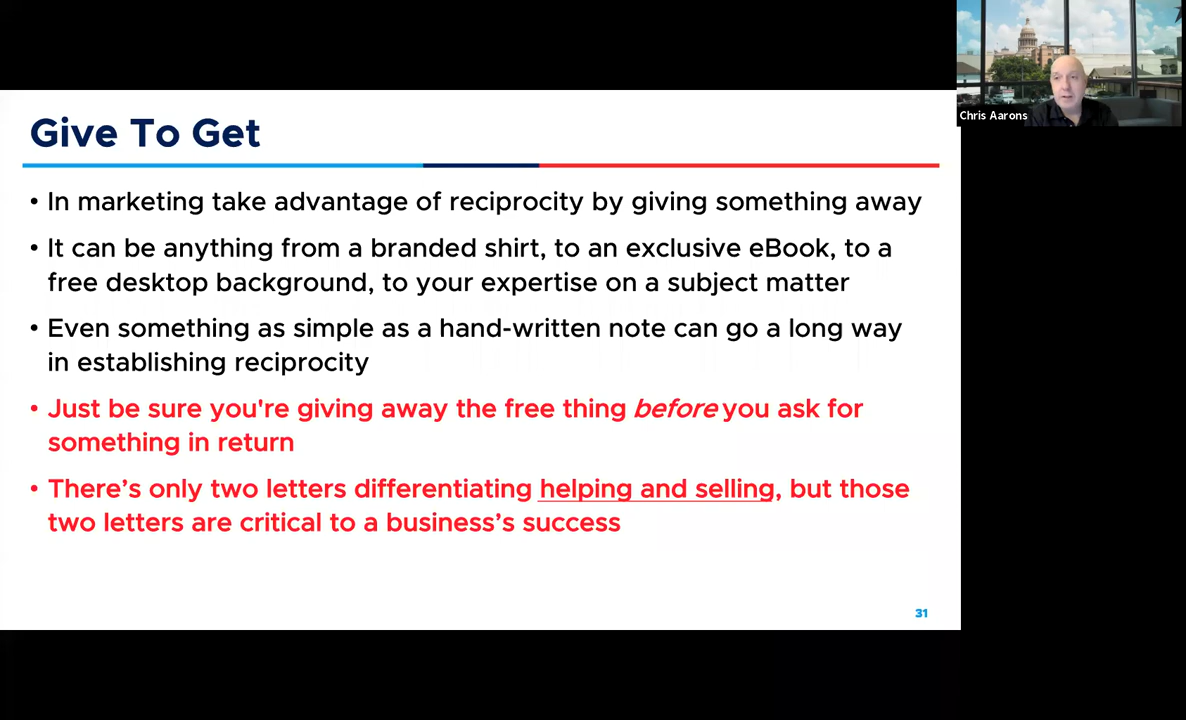 Chris Aarons
Give To Get
• In marketing take advantage of reciprocity by giving something away
• It can be anything from a branded shirt, to an exclusive eBook, to a
free desktop background, to your expertise on a subject matter
• Even something as simple as a hand-written note can go a long way
in establishing reciprocity
• Just be sure you're giving away the free thing before you ask for
something in return
• There’s only two letters differentiating helping and selling, but those
two letters are critical to a business’s success
31